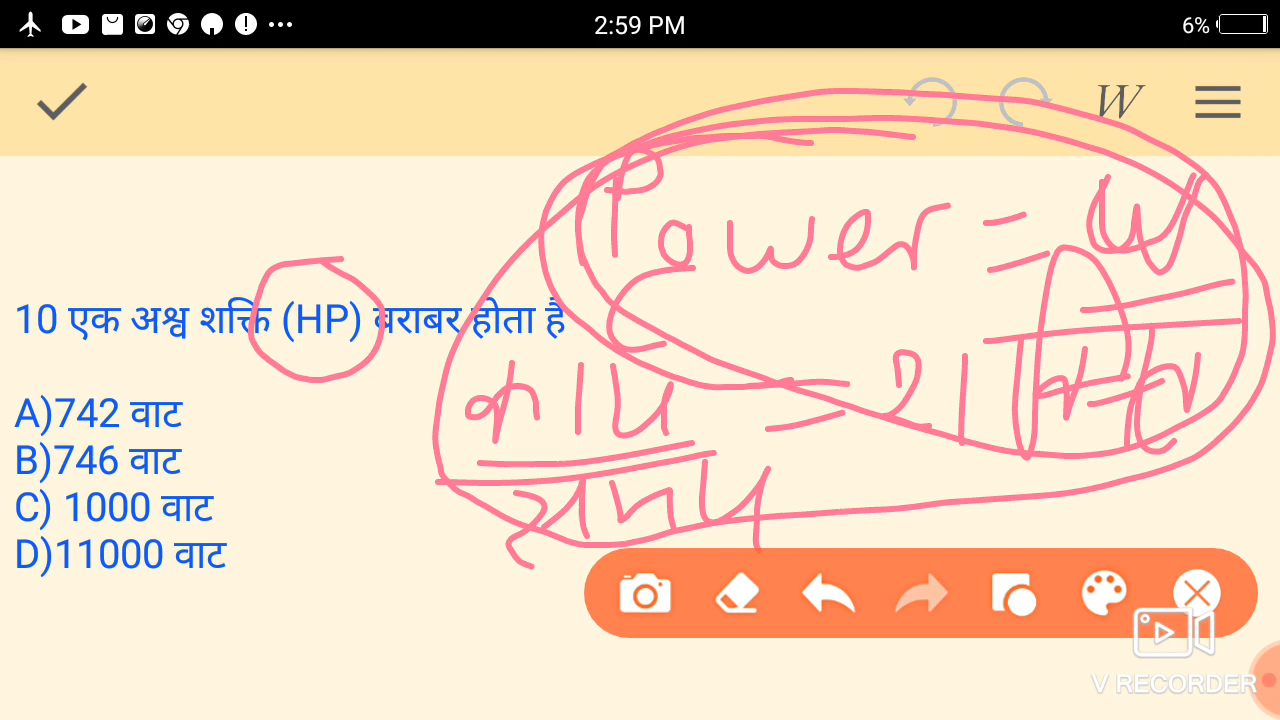 2:59 PM
6%
W
Power = W
10 एक अश्व शक्ति (HP) बराबर होता है
A)742 वाट
B)746 वाट
C) 1000 वाट
D)11000 वाट
कार्य = शक्ति
समय
V RECORDER